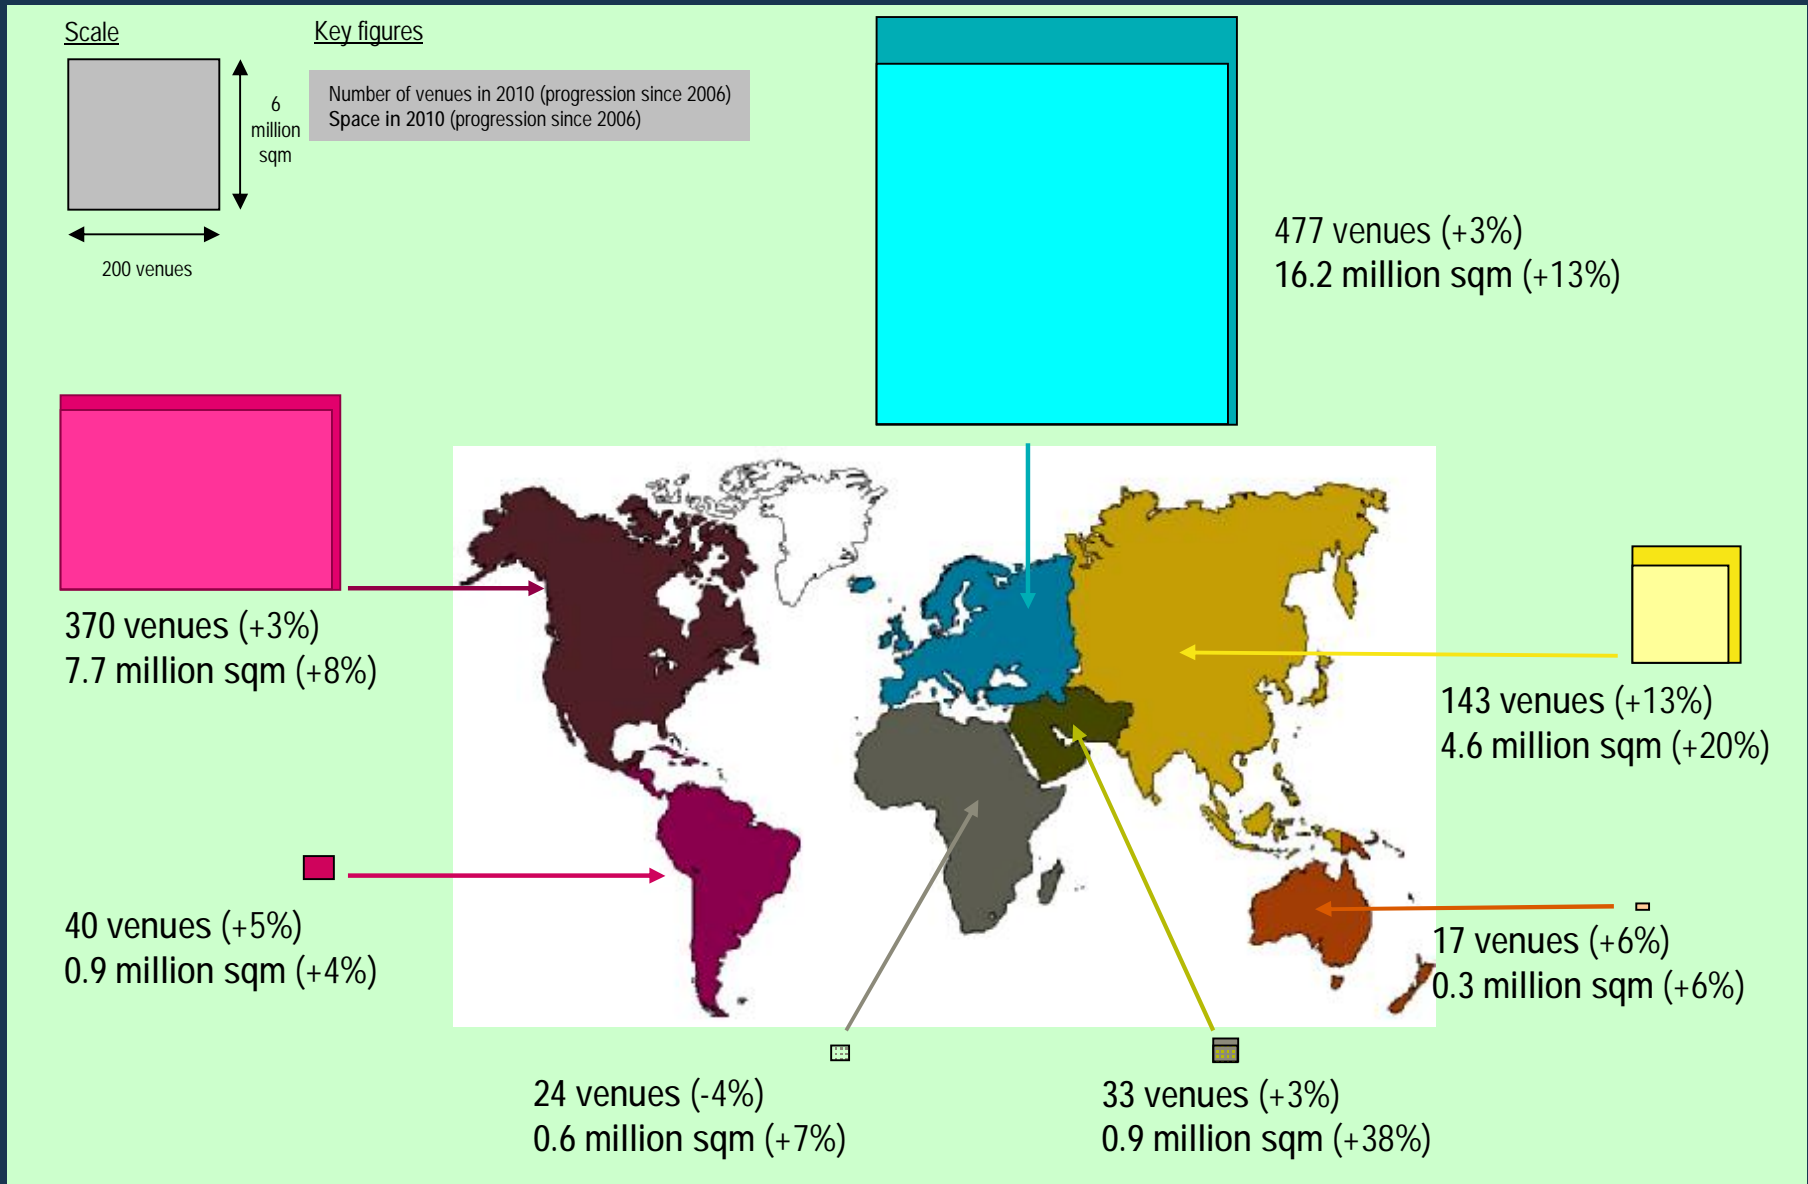 Scale
Key figures
6
million
sqm
Number of venues in 2010 (progression since 2006)
Space in 2010 (progression since 2006)
200 venues
477 venues (+3%)
16.2 million sqm (+13%)
370 venues (+3%)
7.7 million sqm (+8%)
143 venues (+13%)
4.6 million sqm (+20%)
40 venues (+5%)
0.9 million sqm (+4%)
17 venues (+6%)
0.3 million sqm (+6%)
24 venues (-4%)
0.6 million sqm (+7%)
33 venues (+3%)
0.9 million sqm (+38%)